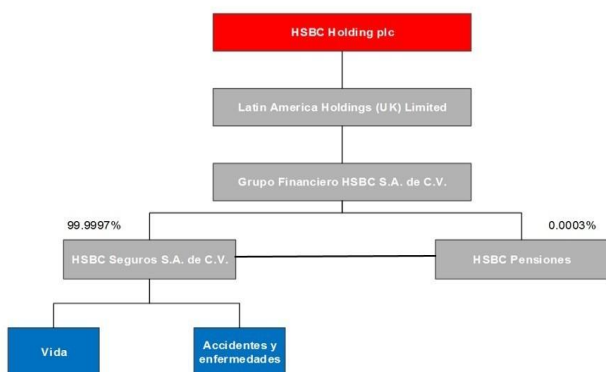 HSBC Holding plc
Latin America Holdings (UK) Limited
Grupo Financiero HSBC S.A. de C.V.
99.9997%
0.0003%
HSBC Seguros S.A. de C.V.
HSBC Pensiones
Vida
Accidentes y
enfermedades